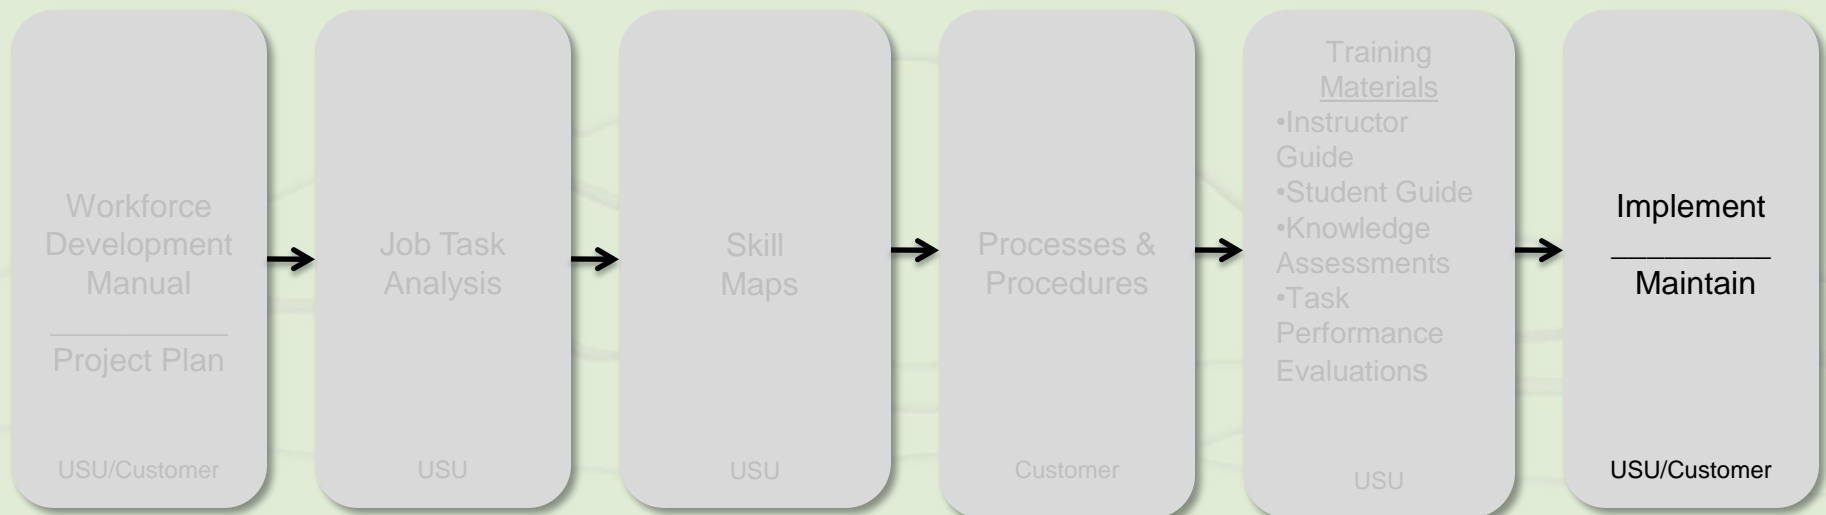 Workforce
Development
Manual
Project Plan
USU/Customer
Job Task
Analysis
USU
Skill
Maps
USU
Processes &
Procedures
Customer
Training
Materials
•Instructor
Guide
•Student Guide
•Knowledge
Assessments
•Task
Performance
Evaluations
USU
Implement
Maintain
USU/Customer